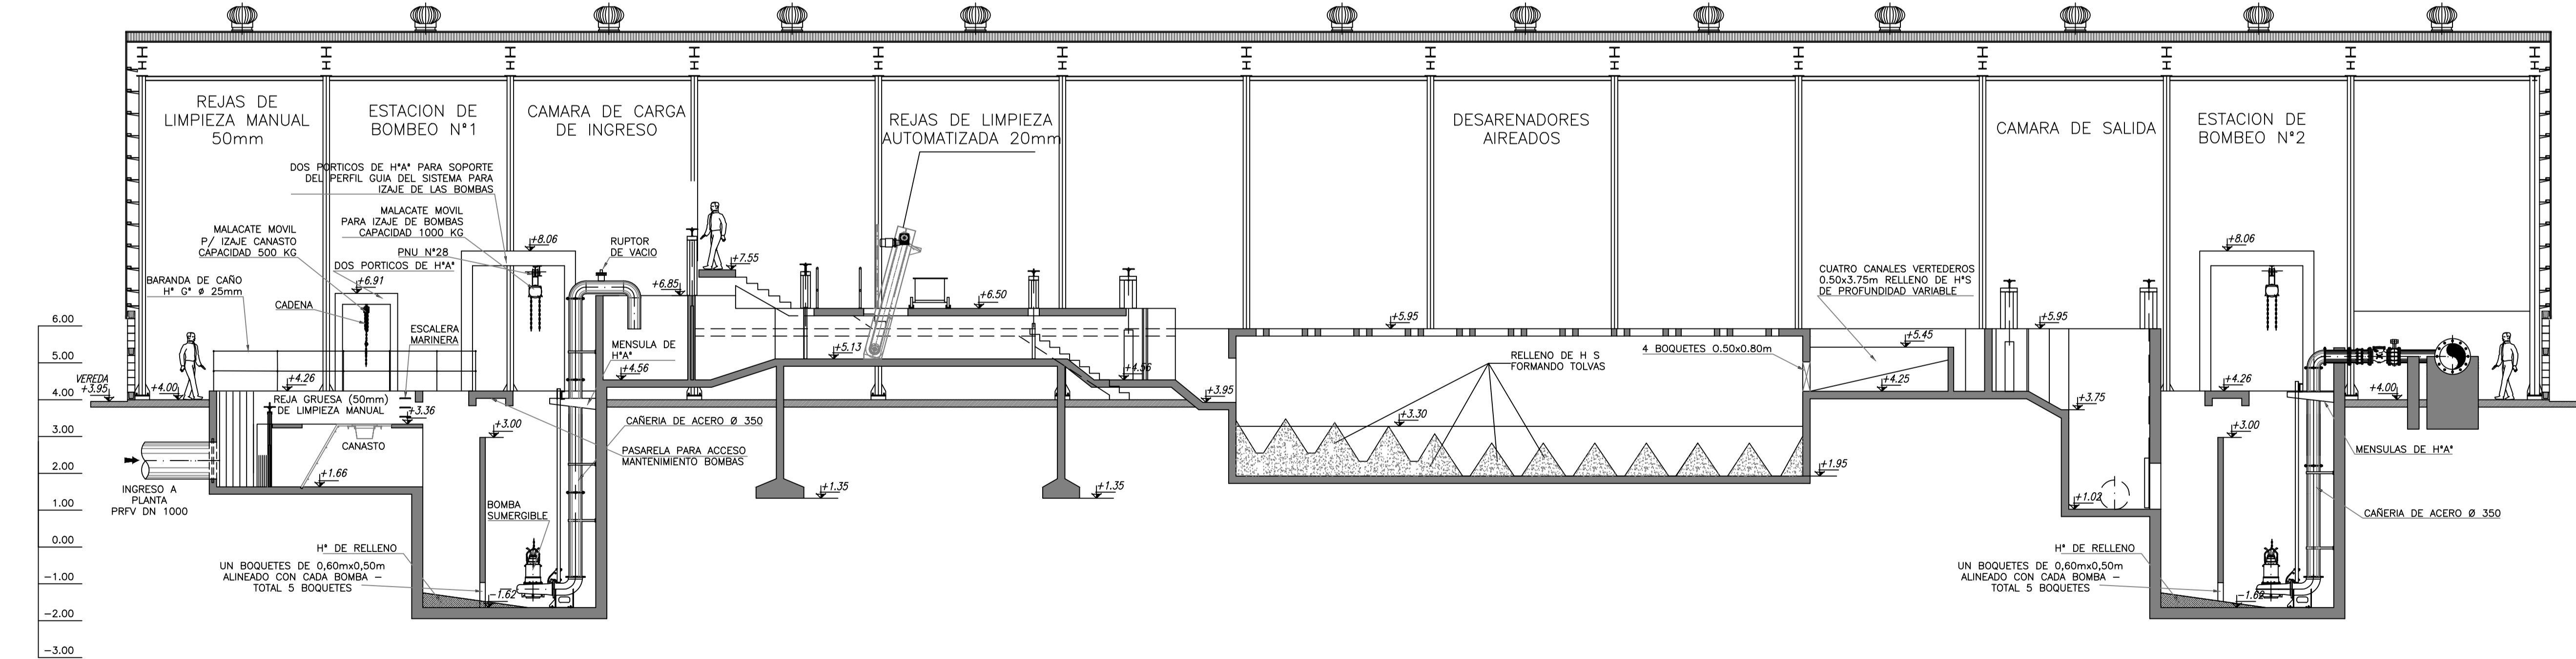 REJAS DE
LIMPIEZA MANUAL
50mm
ESTACION DE
BOMBEO N°1
CAMARA DE CARGA
DE INGRESO
REJAS DE LIMPIEZA
AUTOMATIZADA 20mm
DESARENADORES
AIREADOS
CAMARA DE SALIDA
ESTACION DE
BOMBEO N°2
DOS PORTICOS DE H°A° PARA SOPORTE
DEL PERFIL GUIA DEL SISTEMA PARA
IZAJE DE LAS BOMBAS
MALACATE MOVIL
PARA IZAJE DE BOMBAS
CAPACIDAD 1000 KG
MALACATE MOVIL
P/ IZAJE CANASTO
CAPACIDAD 500 KG
PNU N°28
DOS PORTICOS DE H°A°
BARANDA DE CAÑO
H° G° ø 25mm
CADENA
+6.91
+8.06
RUPTOR
DE VACIO
+6.85
+7.55
+6.50
ESCALERA
MARINERA
MENSULA DE
H°A°
+4.56
+5.13
+4.56
+3.95
+5.95
RELLENO DE H S
FORMANDO TOLVAS
4 BOQUETES 0.50x0.80m
CUATRO CANALES VERTEDEROS
0.50x3.75m RELLENO DE H°S
DE PROFUNDIDAD VARIABLE
+5.45
+4.25
+5.95
+3.75
+8.06
+4.26
+4.00
6.00
5.00
4.00
3.00
2.00
1.00
0.00
-1.00
-2.00
-3.00
VEREDA
+3.95
+4.00
+4.26
REJA GRUESA (50mm)
DE LIMPIEZA MANUAL
+3.36
CANASTO
+3.00
+1.66
INGRESO A
PLANTA
PRFV DN 1000
CAÑERIA DE ACERO Ø 350
PASARELA PARA ACCESO
MANTENIMIENTO BOMBAS
BOMBA
SUMERGIBLE
H° DE RELLENO
UN BOQUETES DE 0,60mx0,50m
ALINEADO CON CADA BOMBA –
TOTAL 5 BOQUETES
-1.62
+1.35
+1.35
+3.30
+1.95
+1.02
+3.00
MENSULAS DE H°A°
CAÑERIA DE ACERO Ø 350
H° DE RELLENO
UN BOQUETES DE 0,60mx0,50m
ALINEADO CON CADA BOMBA –
TOTAL 5 BOQUETES
-1.62